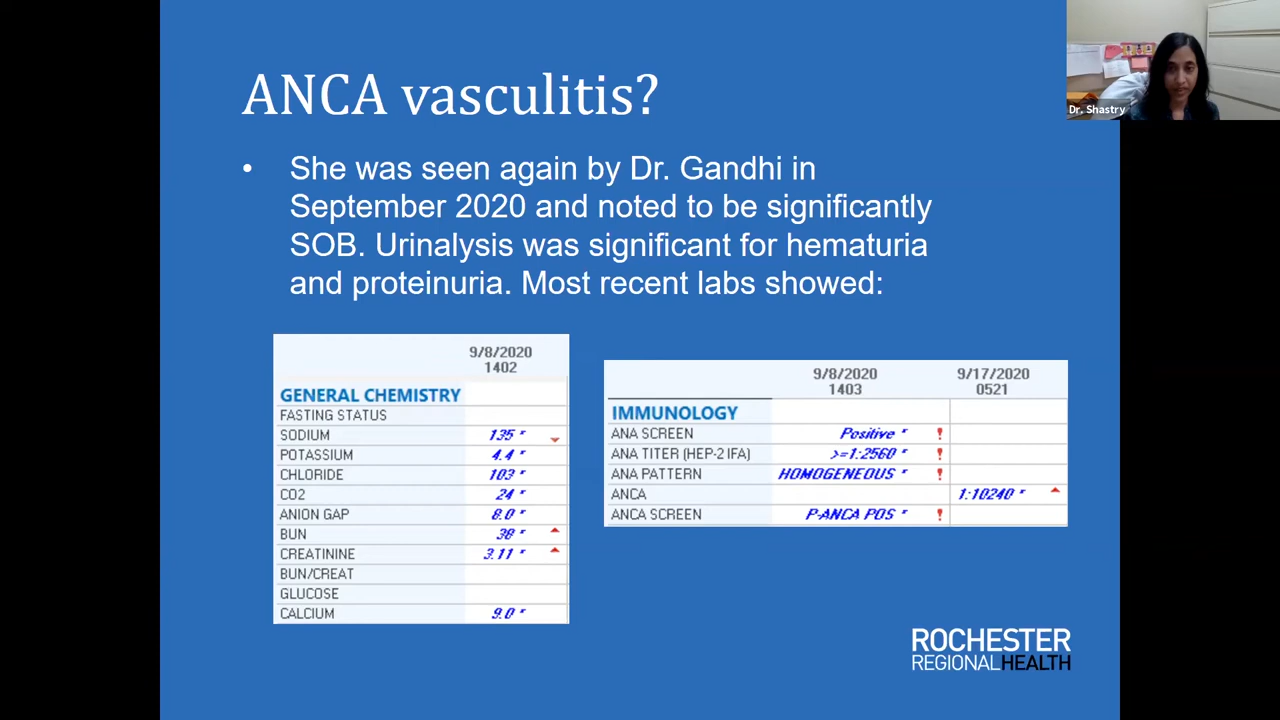 ANCA vasculitis?
Dr. Shastry
• She was seen again by Dr. Gandhi in
September 2020 and noted to be significantly
SOB. Urinalysis was significant for hematuria
and proteinuria. Most recent labs showed:
9/8/2020
1402
GENERAL CHEMISTRY
FASTING STATUS
SODIUM 135 *
POTASSIUM 4.4 *
CHLORIDE 103 *
CO2 24 *
ANION GAP 8.0 *
BUN 38 *
CREATININE 3.11 *
BUN/CREAT
GLUCOSE
CALCIUM 9.0 *
9/8/2020 9/17/2020
1403 0521
IMMUNOLOGY
ANA SCREEN Positive * !
ANA TITER (HEP-2 IFA) >=1:2560 * !
ANA PATTERN HOMOGENEOUS * !
ANCA 1:10240 *
ANCA SCREEN P-ANCA POS * !
ROCHESTER
REGIONALHEALTH